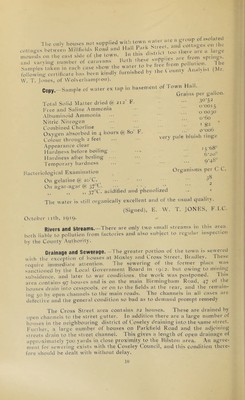 The only houses not supplied with town water are a group of isolated
cottages between Millfields Road and Hall Park Street, and cottages on the
mounds on the east side of the town. In this district too there are a large
and varying number of caravans. Both these supplies are from springs.
Samples taken in each case show the water to be free from pollution. The
following certificate has been kindly furnished by the County Analyst (Mr.
W. T. Jones, of Wolverhampton).
Copy.—Sample of water ex tap to basement of Town Hall.
Grains per gallon.
Total Solid Matter dried @ 212° F. 30·32
Free and Saline Ammonia 0·0015
Albumenoid Ammonia
Nitric Nitrogen
Combined Chlorine
Oxygen absorbed in 4 hours @ 80° F.
Colour through 2 feet very pale bluish tinge
Appearance clear
Hardness before boiling
Hardness after boiling
Temporary hardness
Bacteriological Examination Organisms per C.C.
On gelatine @ 20°C. 38
On agar-agar @ 37°C. 2
„ „ 37°C. acidified and phenolized 2
The water is still organically excellent and of the usual quality.
(Signed), E. W. T. JONES, F.I.C.
October 11th, 1919.
Rivers and Streams.—There are only two small streams in this area
both liable to pollution from factories and also subject to regular inspection
by the County Authority.
Drainage and Sewerage.—The greater portion of the town is sewered
with the exception of houses at Moxley and Cross Street, Bradley. These
require immediate attention. The sewering of the former place was
sanctioned by the Local Government Board in 1912, but owing to mining
subsidence, and later to war conditions, the work was postponed. This
area contains 97 houses and is on the main Birmingham Road, 47 of the
houses drain into cesspools, or on to the fields at the rear, and the remain-
ing 50 by open channels to the main roads. The channels in all cases are
defective and the general condition so bad as to demand prompt remedy
The Cross Street area contains 12 houses. These are drained by
open channels to the street gutter. In addition there are a large number of
houses in the neighbouring district of Coseley draining into the same street.
Further, a large number of houses on Parkfield Road and the adjoining
streets drain to the street channel. This gives a length of open drainage of
approximately 700 yards in close proximity to the Bilston area. An agree-
ment for sewering exists with the Coseley Council, and this condition there-
fore should be dealt with without delay.
10